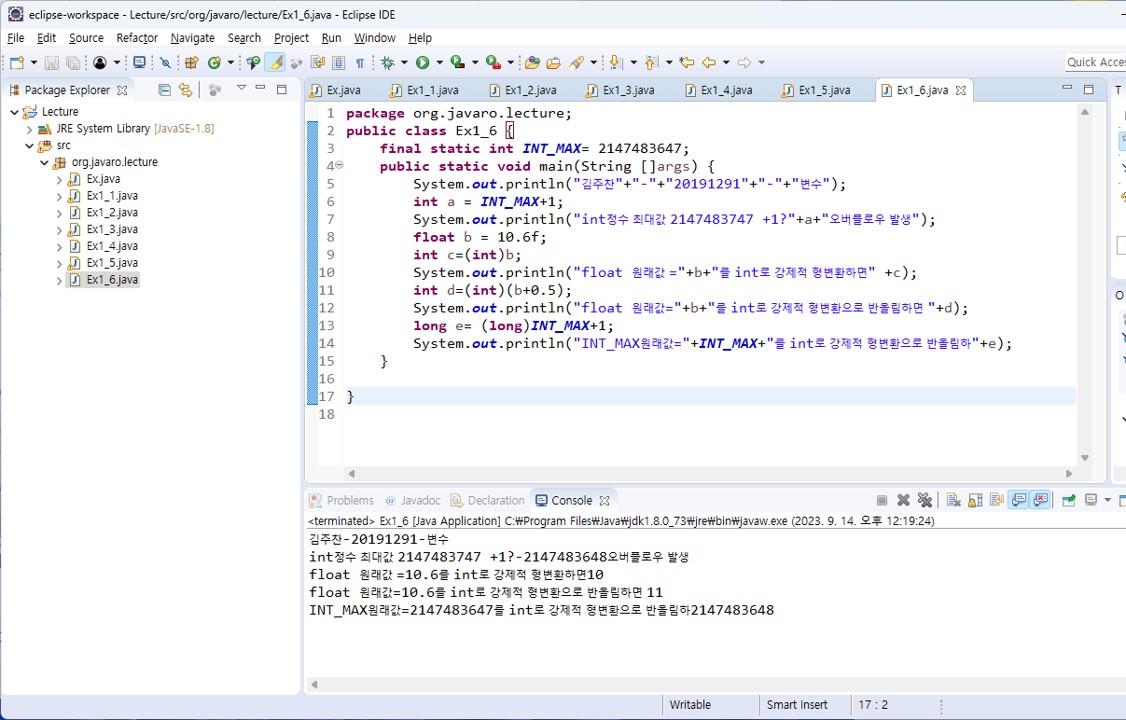 eclipse-workspace - Lecture/src/org/javaro/lecture/Ex1_6.java - Eclipse IDE
File Edit Source Refactor Navigate Search Project Run Window Help
Quick Acces
Package Explorer
Ex.java Ex1_1.java Ex1_2.java Ex1_3.java Ex1_4.java Ex1_5.java Ex1_6.java
Lecture
JRE System Library [JavaSE-1.8]
src
org.javaro.lecture
Ex.java
Ex1_1.java
Ex1_2.java
Ex1_3.java
Ex1_4.java
Ex1_5.java
Ex1_6.java
1 package org.javaro.lecture;
2 public class Ex1_6 {
3     final static int INT_MAX= 2147483647;
4     public static void main(String []args) {
5         System.out.println("김주찬"+"-"+"20191291"+"-"+"변수");
6         int a = INT_MAX+1;
7         System.out.println("int정수 최대값 2147483747 +1?"+a+"오버플로우 발생");
8         float b = 10.6f;
9         int c=(int)b;
10         System.out.println("float 원래값 ="+b+"를 int로 강제적 형변환하면" +c);
11         int d=(int)(b+0.5);
12         System.out.println("float 원래값="+b+"를 int로 강제적 형변환으로 반올림하면 "+d);
13         long e= (long)INT_MAX+1;
14         System.out.println("INT_MAX원래값="+INT_MAX+"를 int로 강제적 형변환으로 반올림하"+e);
15     }
16
17 }
18
Problems @ Javadoc Declaration Console
<terminated> Ex1_6 [Java Application] C:₩Program Files₩Java₩jdk1.8.0_73₩jre₩bin₩javaw.exe (2023. 9. 14. 오후 12:19:24)
김주찬-20191291-변수
int정수 최대값 2147483747 +1?-2147483648오버플로우 발생
float 원래값 =10.6를 int로 강제적 형변환하면10
float 원래값=10.6를 int로 강제적 형변환으로 반올림하면 11
INT_MAX원래값=2147483647를 int로 강제적 형변환으로 반올림하2147483648
Writable Smart Insert 17 : 2